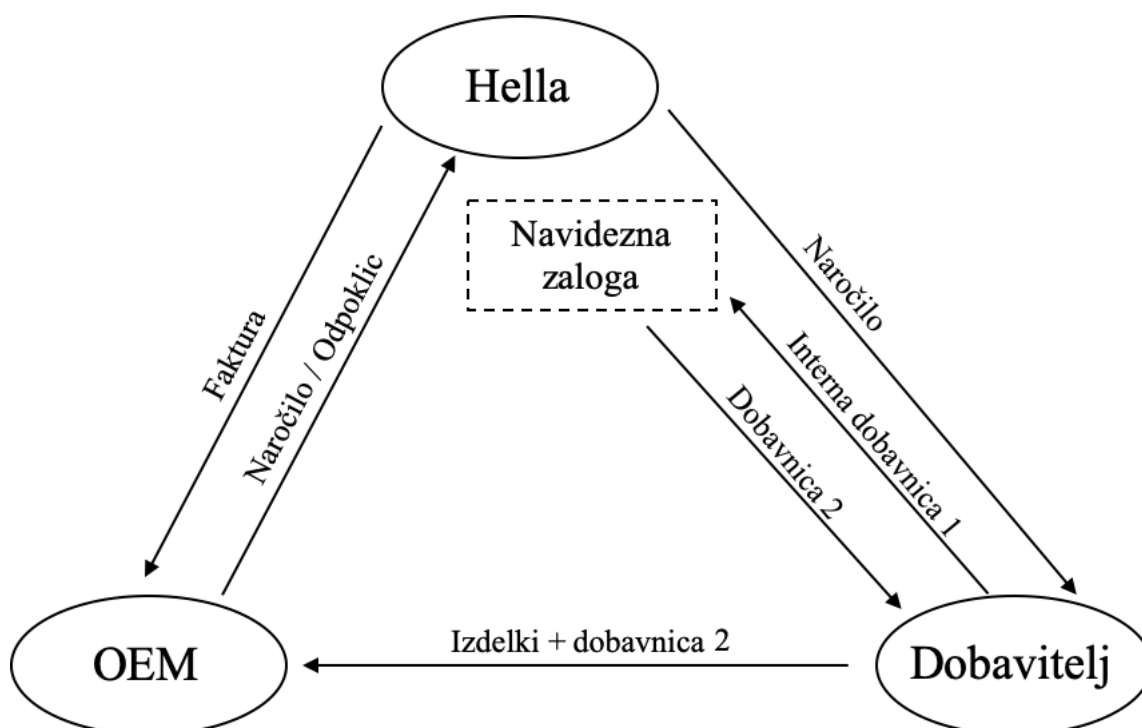 Hella
Navidezna
zaloga
Naročilo
Faktura
Naročilo / Odpoklic
Interna dobavnica 1
Dobavnica 2
Izdelki + dobavnica 2
OEM
Dobavitelj